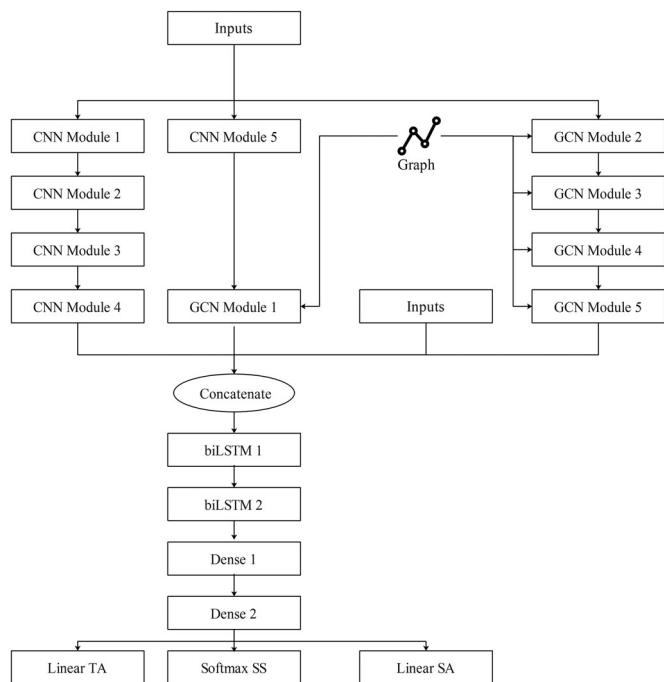 Inputs
CNN Module 1
CNN Module 5
Graph
GCN Module 2
CNN Module 2
GCN Module 3
CNN Module 3
GCN Module 4
CNN Module 4
GCN Module 1
Inputs
GCN Module 5
Concatenate
biLSTM 1
biLSTM 2
Dense 1
Dense 2
Linear TA
Softmax SS
Linear SA